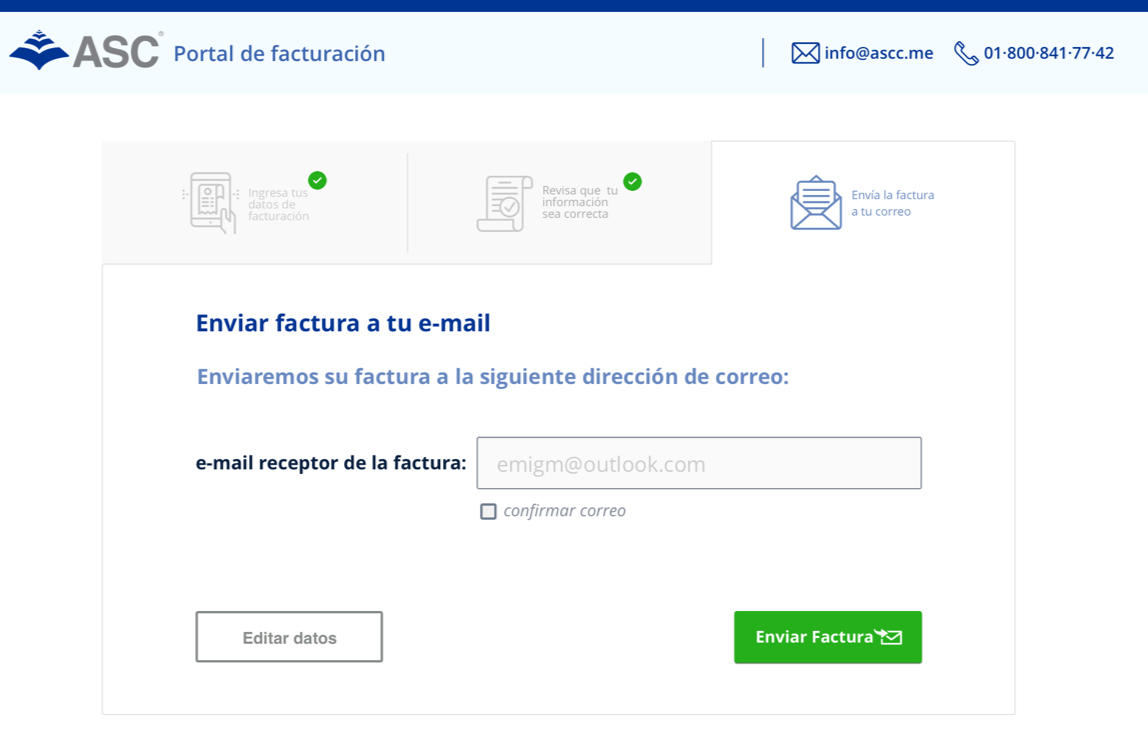 ASC® Portal de facturación
info@ascc.me
01·800·841·77·42
Ingresa tus
datos de
facturación
Revisa que tu
información
sea correcta
Envía la factura
a tu correo
Enviar factura a tu e-mail
Enviaremos su factura a la siguiente dirección de correo:
e-mail receptor de la factura:
emigm@outlook.com
confirmar correo
Editar datos
Enviar Factura